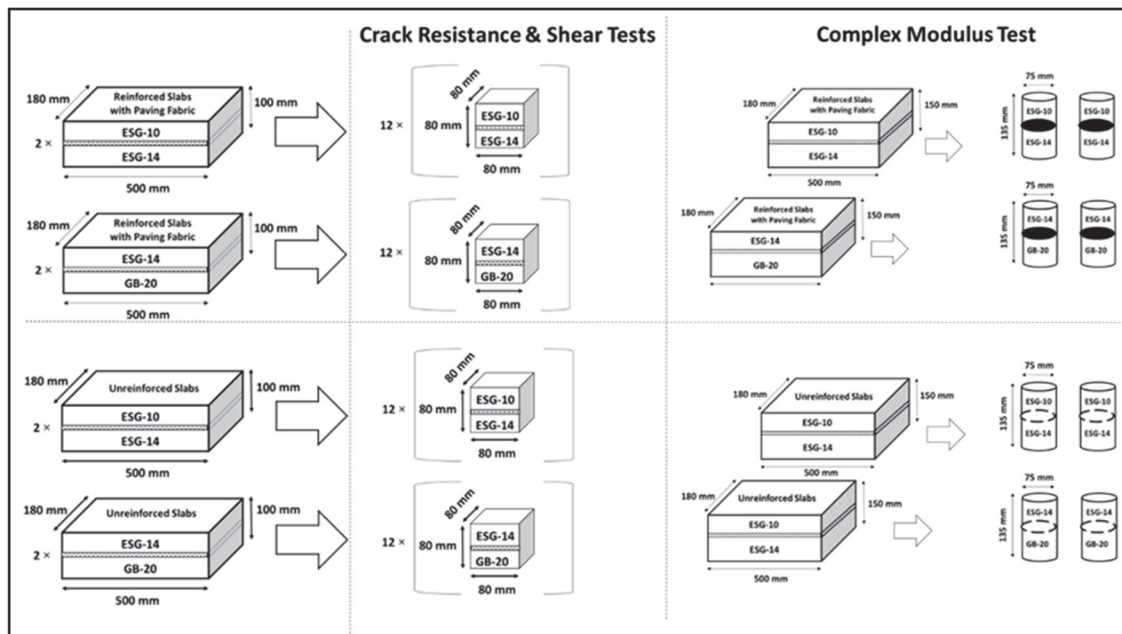 Crack Resistance & Shear Tests
Complex Modulus Test
180 mm
Reinforced Slabs
with Paving Fabric
100 mm
2 ×
ESG-10
ESG-14
500 mm
80 mm
12 ×
80 mm
ESG-10
ESG-14
80 mm
180 mm
Reinforced Slabs
with Paving Fabric
150 mm
ESG-10
ESG-14
500 mm
75 mm
135 mm
ESG-10
ESG-14
ESG-10
ESG-14
180 mm
Reinforced Slabs
with Paving Fabric
100 mm
2 ×
ESG-14
GB-20
500 mm
80 mm
12 ×
80 mm
ESG-14
GB-20
80 mm
180 mm
Reinforced Slabs
with Paving Fabric
150 mm
ESG-14
GB-20
500 mm
75 mm
135 mm
ESG-14
GB-20
ESG-14
GB-20
180 mm
Unreinforced Slabs
100 mm
2 ×
ESG-10
ESG-14
500 mm
80 mm
12 ×
80 mm
ESG-10
ESG-14
80 mm
180 mm
Unreinforced Slabs
150 mm
ESG-10
ESG-14
500 mm
75 mm
135 mm
ESG-10
ESG-14
ESG-10
ESG-14
180 mm
Unreinforced Slabs
100 mm
2 ×
ESG-14
GB-20
500 mm
80 mm
12 ×
80 mm
ESG-14
GB-20
80 mm
180 mm
Unreinforced Slabs
150 mm
ESG-10
ESG-14
500 mm
75 mm
135 mm
ESG-14
GB-20
ESG-14
GB-20